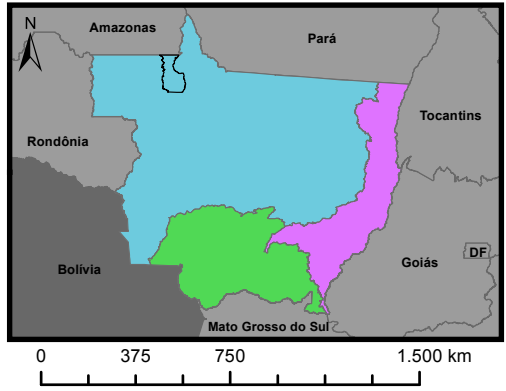 N
Amazonas
Pará
Tocantins
Rondônia
Bolívia
Goiás
DF
Mato Grosso do Sul
0 375 750 1.500 km